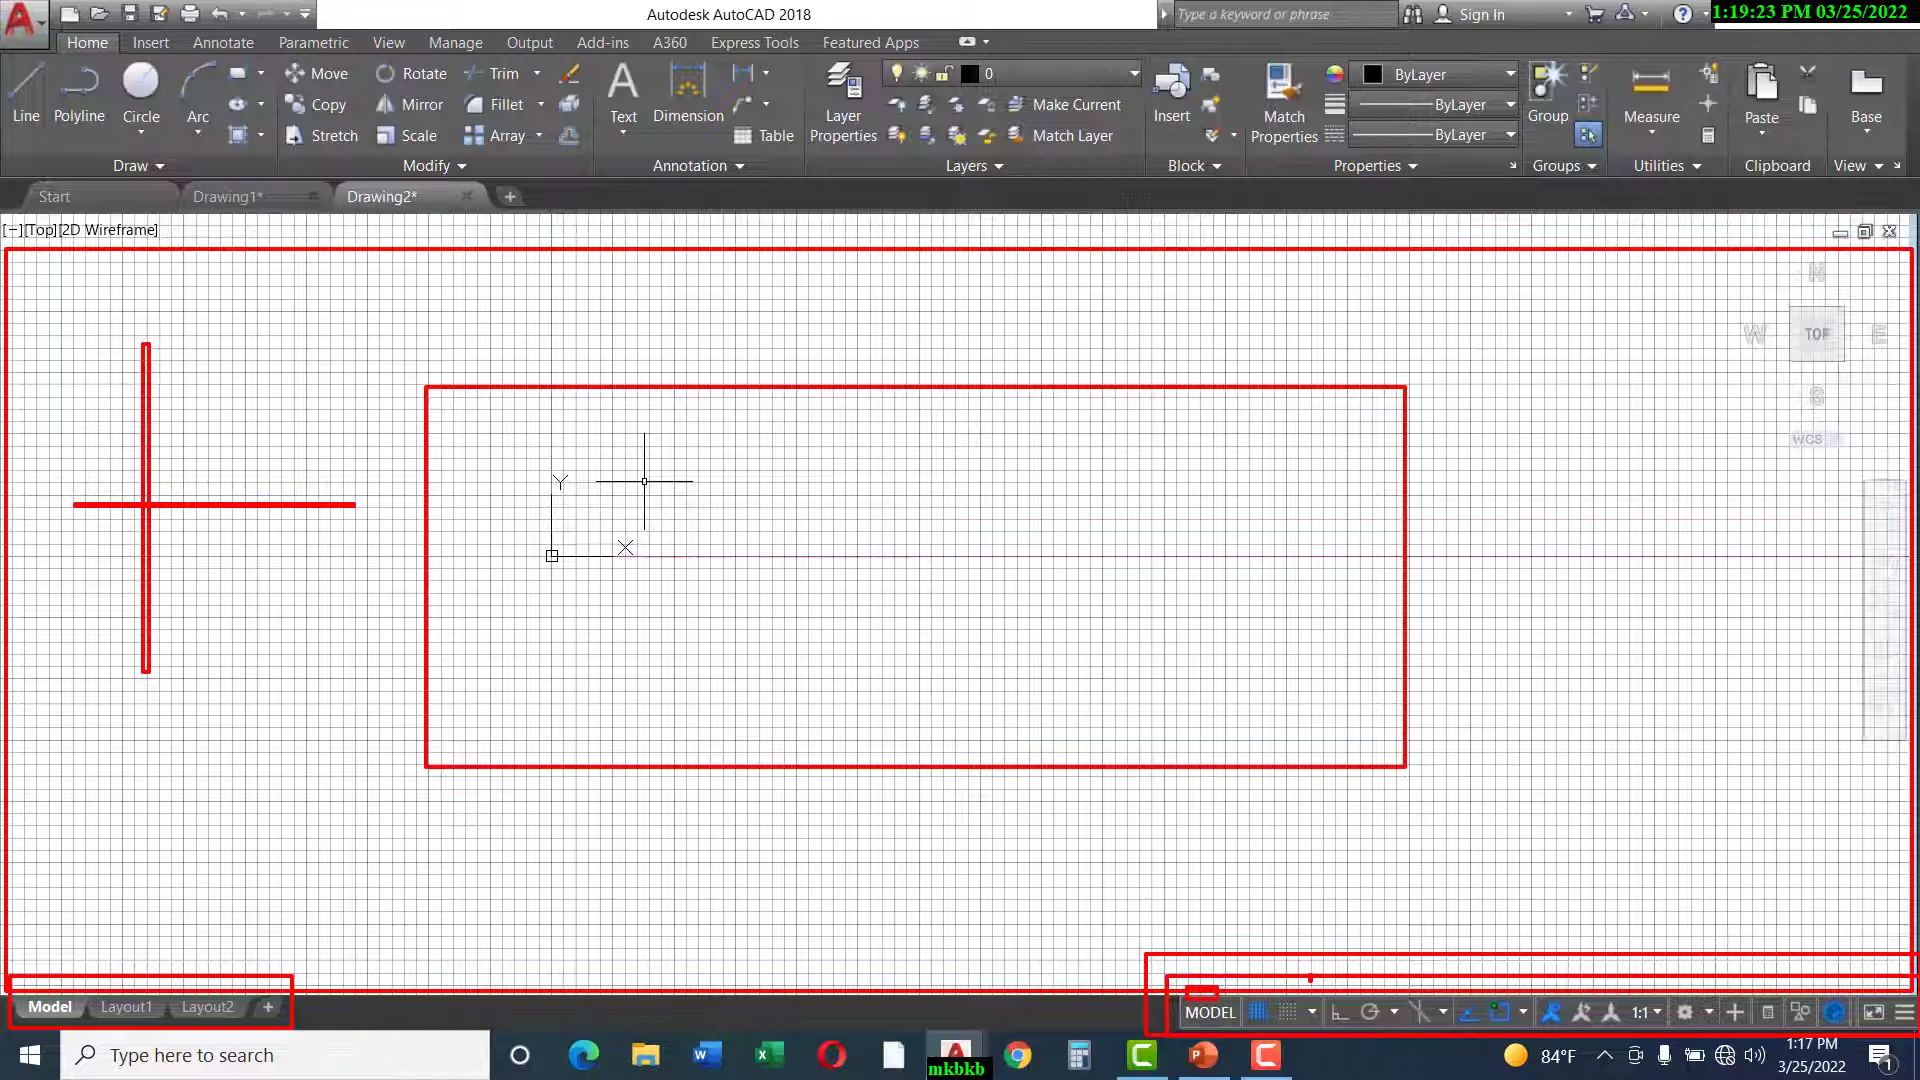 Autodesk AutoCAD 2018
Type a keyword or phrase
Sign In
1:19:23 PM 03/25/2022
Home Insert Annotate Parametric View Manage Output Add-ins A360 Express Tools Featured Apps
Line Polyline Circle Arc
Move Rotate Trim
Copy Mirror Fillet
Stretch Scale Array
Text Dimension
Table
Layer Properties
0
Make Current
Match Layer
Insert
Match Properties
ByLayer
ByLayer
ByLayer
Group
Measure
Paste
Base
Draw Modify Annotation Layers Block Properties Groups Utilities Clipboard View
Start Drawing1* Drawing2*
[−][Top][2D Wireframe]
N
W TOP E
S
WCS
Y
X
Model Layout1 Layout2
MODEL
1:1
Type here to search
mkbkb
84°F
1:17 PM
3/25/2022
1